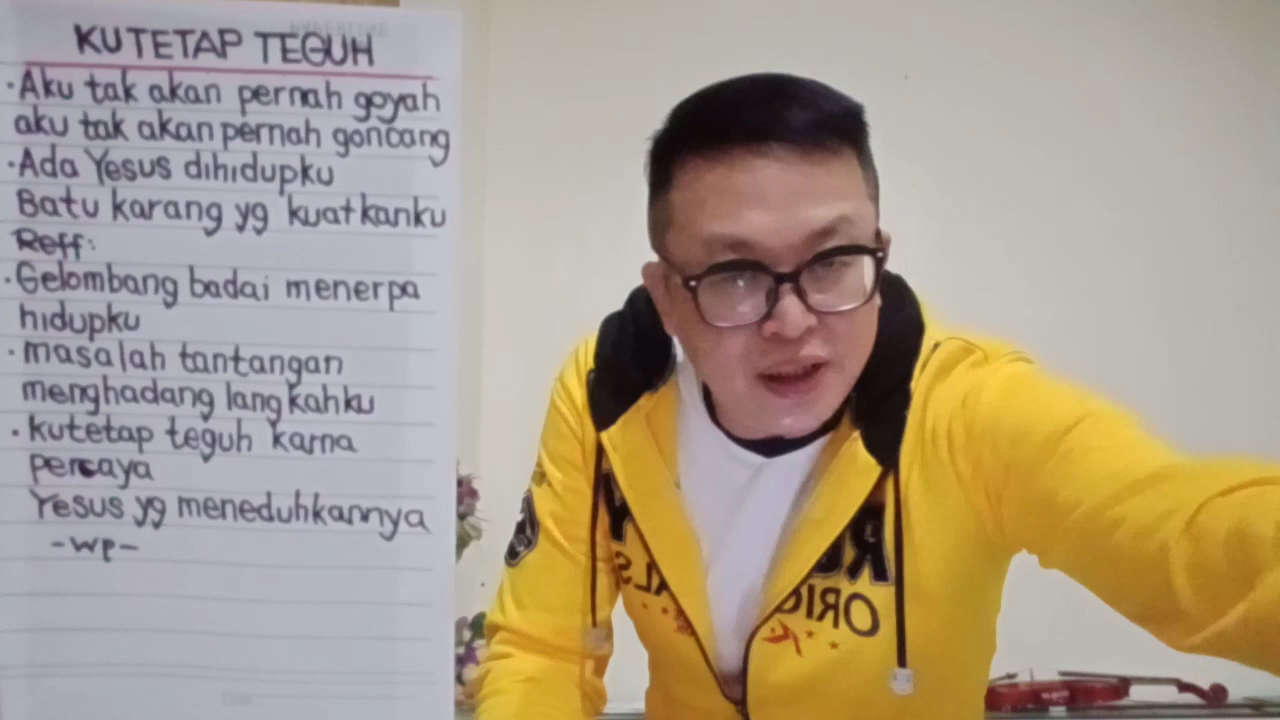 KUTETAP TEGUH
·Aku tak akan pernah goyah
aku tak akan pernah goncang
·Ada Yesus dihidupku
Batu karang yg kuatkanku
Reff:
·Gelombang badai menerpa
hidupku
·masalah tantangan
menghadang langkahku
·kutetap teguh karna
percaya
Yesus yg meneduhkannya
-WP-
ORIG